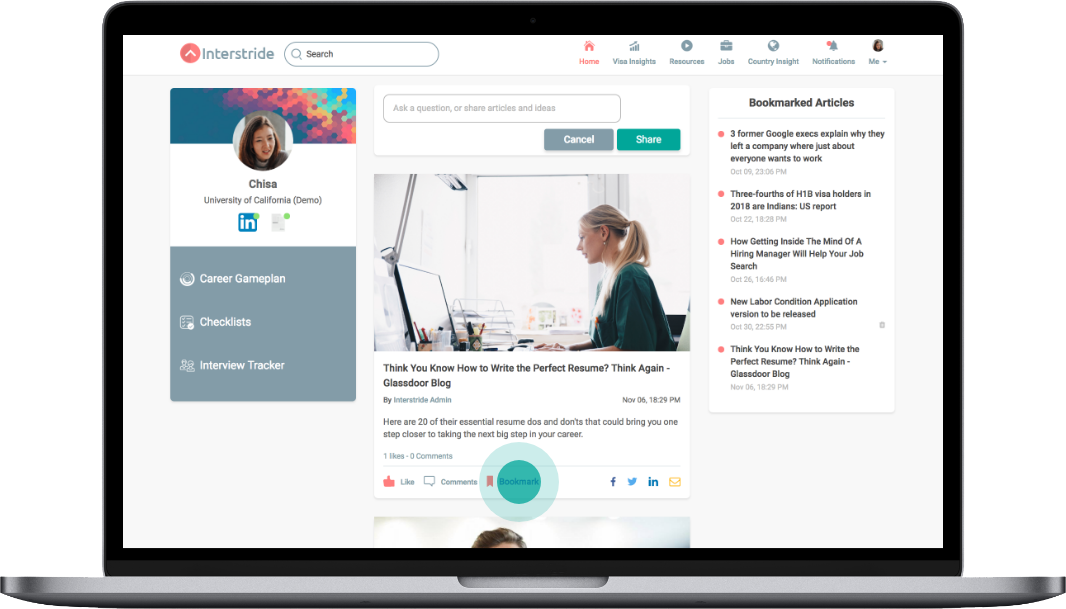 Interstride
Search
Home
Visa Insights
Resources
Jobs
Country Insight
Notifications
Me
Chisa
University of California (Demo)
in
Career Gameplan
Checklists
Interview Tracker
Ask a question, or share articles and ideas
Cancel
Share
Think You Know How to Write the Perfect Resume? Think Again -
Glassdoor Blog
By Interstride Admin
Nov 06, 18:29 PM
Here are 20 of their essential resume dos and don'ts that could bring you one
step closer to taking the next big step in your career.
1 likes - 0 Comments
Like
Comments
Bookmark
f
in
Bookmarked Articles
3 former Google execs explain why they
left a company where just about
everyone wants to work
Oct 09, 23:06 PM
Three-fourths of H1B visa holders in
2018 are Indians: US report
Oct 22, 18:28 PM
How Getting Inside The Mind Of A
Hiring Manager Will Help Your Job
Search
Oct 26, 16:46 PM
New Labor Condition Application
version to be released
Oct 30, 22:55 PM
Think You Know How to Write the
Perfect Resume? Think Again -
Glassdoor Blog
Nov 06, 18:29 PM